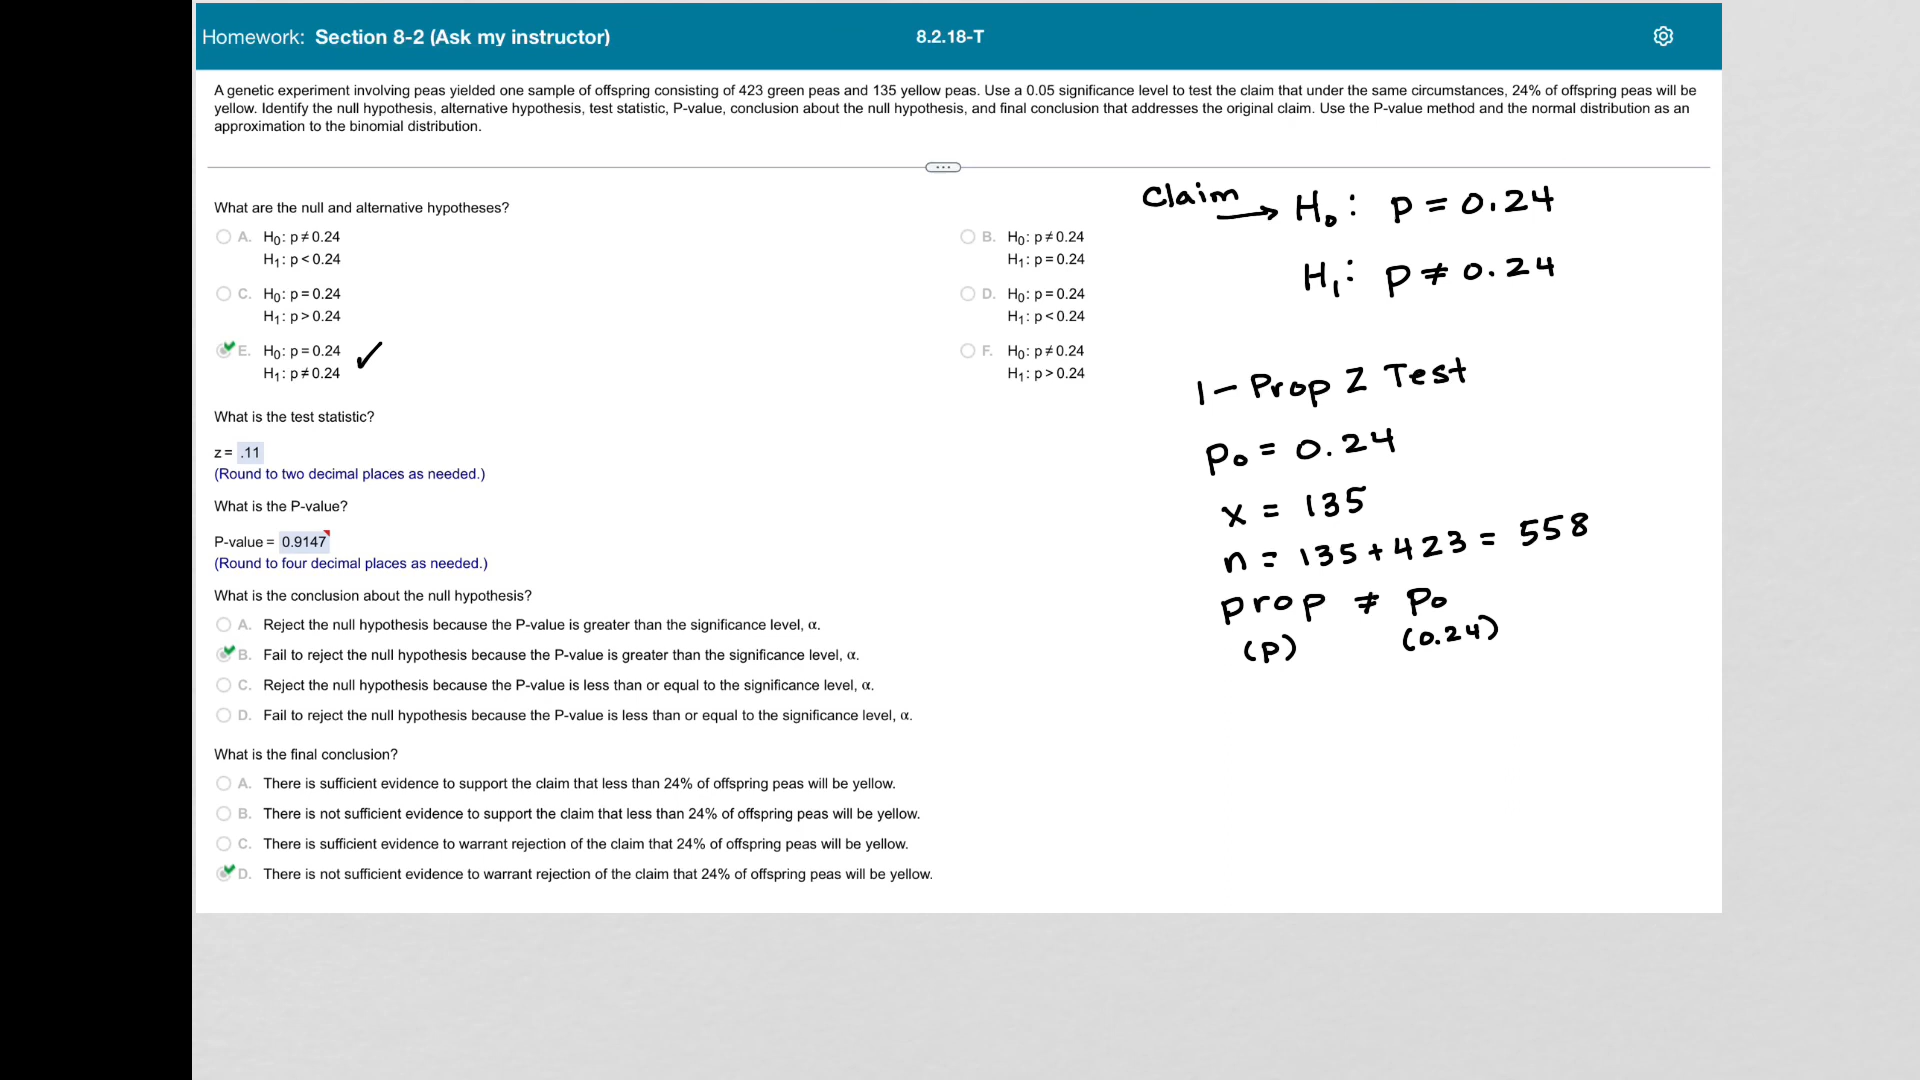 Homework: Section 8-2 (Ask my instructor)
8.2.18-T
A genetic experiment involving peas yielded one sample of offspring consisting of 423 green peas and 135 yellow peas. Use a 0.05 significance level to test the claim that under the same circumstances, 24% of offspring peas will be
yellow. Identify the null hypothesis, alternative hypothesis, test statistic, P-value, conclusion about the null hypothesis, and final conclusion that addresses the original claim. Use the P-value method and the normal distribution as an
approximation to the binomial distribution.
What are the null and alternative hypotheses?
A. H₀: p≠0.24
H₁: p<0.24
B. H₀: p≠0.24
H₁: p=0.24
C. H₀: p=0.24
H₁: p>0.24
D. H₀: p=0.24
H₁: p<0.24
E. H₀: p=0.24
H₁: p≠0.24
F. H₀: p≠0.24
H₁: p>0.24
What is the test statistic?
z= .11
(Round to two decimal places as needed.)
What is the P-value?
P-value = 0.9147
(Round to four decimal places as needed.)
What is the conclusion about the null hypothesis?
A. Reject the null hypothesis because the P-value is greater than the significance level, α.
B. Fail to reject the null hypothesis because the P-value is greater than the significance level, α.
C. Reject the null hypothesis because the P-value is less than or equal to the significance level, α.
D. Fail to reject the null hypothesis because the P-value is less than or equal to the significance level, α.
What is the final conclusion?
A. There is sufficient evidence to support the claim that less than 24% of offspring peas will be yellow.
B. There is not sufficient evidence to support the claim that less than 24% of offspring peas will be yellow.
C. There is sufficient evidence to warrant rejection of the claim that 24% of offspring peas will be yellow.
D. There is not sufficient evidence to warrant rejection of the claim that 24% of offspring peas will be yellow.
Claim → H₀: p = 0.24
H₁: p ≠ 0.24
1-Prop Z Test
p₀ = 0.24
x = 135
n = 135+423 = 558
prop ≠ p₀
(p) (0.24)